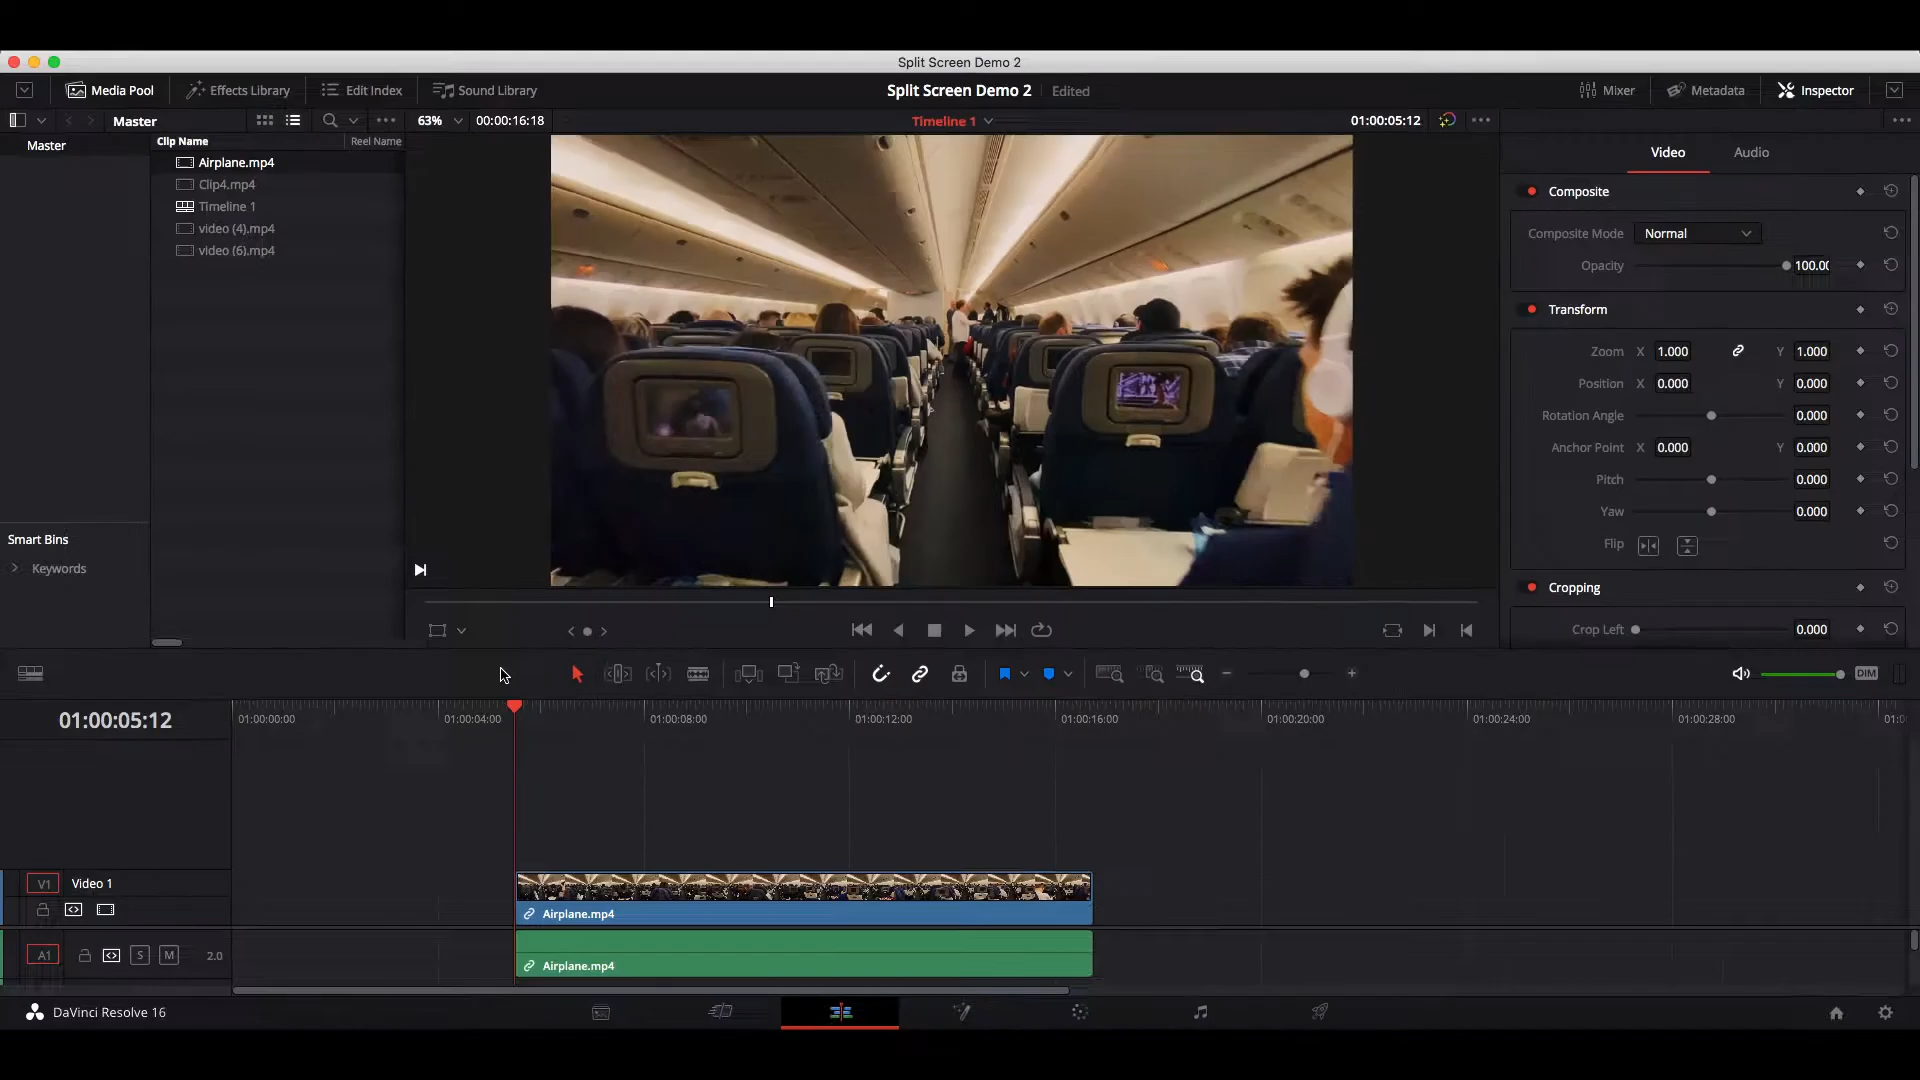 Split Screen Demo 2
Media Pool Effects Library Edit Index Sound Library Split Screen Demo 2 Edited Mixer Metadata Inspector
Master 63% 00:00:16:18 Timeline 1 01:00:05:12
Master Clip Name Reel Name
Airplane.mp4
Clip4.mp4
Timeline 1
video (4).mp4
video (6).mp4
Smart Bins
Keywords
Video Audio
Composite
Composite Mode Normal
Opacity 100.00
Transform
Zoom X 1.000 Y 1.000
Position X 0.000 Y 0.000
Rotation Angle 0.000
Anchor Point X 0.000 Y 0.000
Pitch 0.000
Yaw 0.000
Flip
Cropping
Crop Left 0.000
DIM
01:00:05:12 01:00:00:00 01:00:04:00 01:00:08:00 01:00:12:00 01:00:16:00 01:00:20:00 01:00:24:00 01:00:28:00 01:0
V1 Video 1
Airplane.mp4
A1 S M 2.0
Airplane.mp4
DaVinci Resolve 16